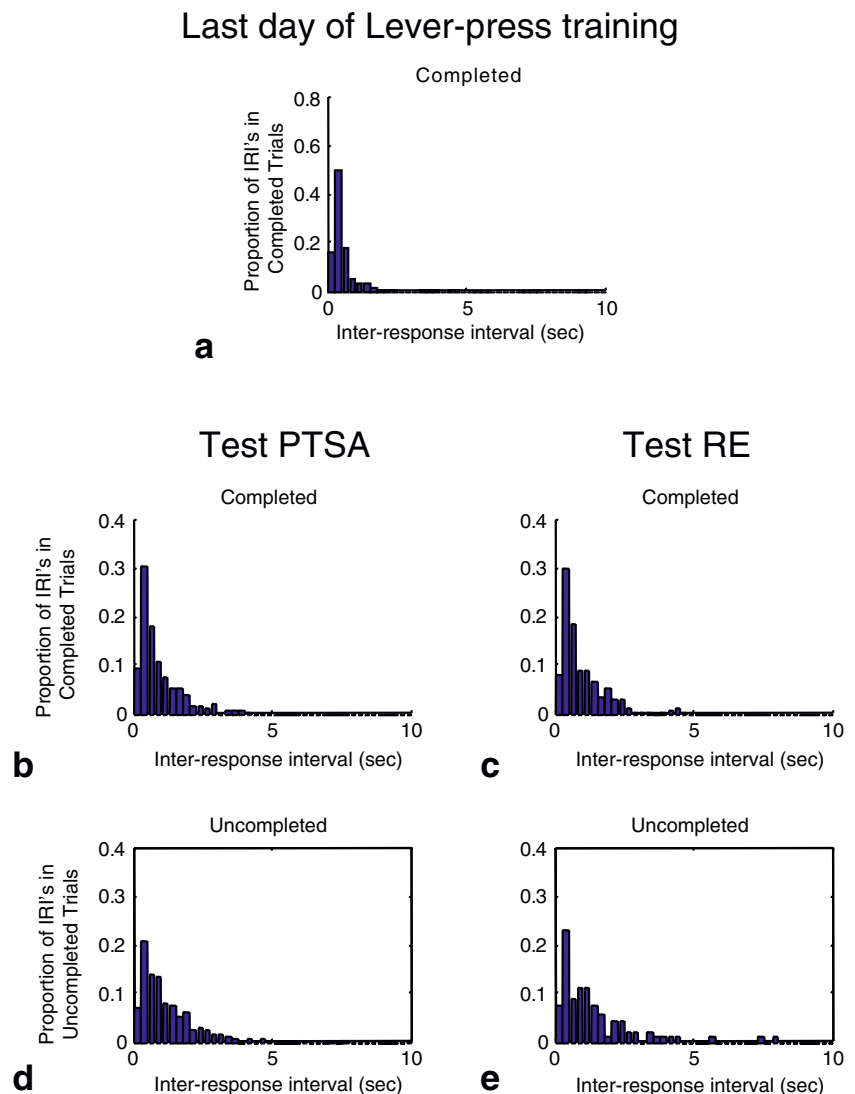 Last day of Lever-press training
Completed
Proportion of IRI's in
Completed Trials
0.8
0.6
0.4
0.2
0
0
5
10
Inter-response interval (sec)
a
Test PTSA
Test RE
Completed
Proportion of IRI's in
Completed Trials
0.4
0.3
0.2
0.1
0
0
5
10
Inter-response interval (sec)
b
Completed
0.4
0.3
0.2
0.1
0
0
5
10
Inter-response interval (sec)
c
Uncompleted
Proportion of IRI's in
Uncompleted Trials
0.4
0.3
0.2
0.1
0
0
5
10
Inter-response interval (sec)
d
Uncompleted
0.4
0.3
0.2
0.1
0
0
5
10
Inter-response interval (sec)
e